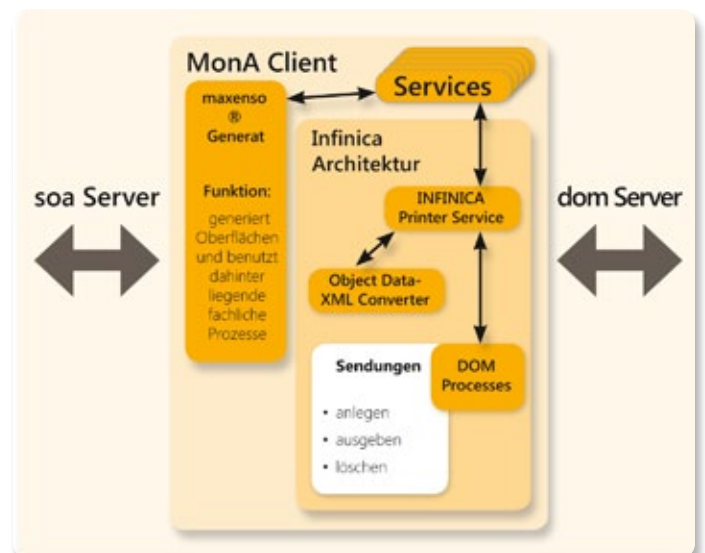 MonA Client
Services
maxenso
®
Generat
Funktion:
generiert
Oberflächen
und benutzt
dahinter
liegende
fachliche
Prozesse
Infinica
Architektur
soa Server
INFINICA
Printer Service
dom Server
Object Data-
XML Converter
Sendungen
• anlegen
• ausgeben
• löschen
DOM
Processes